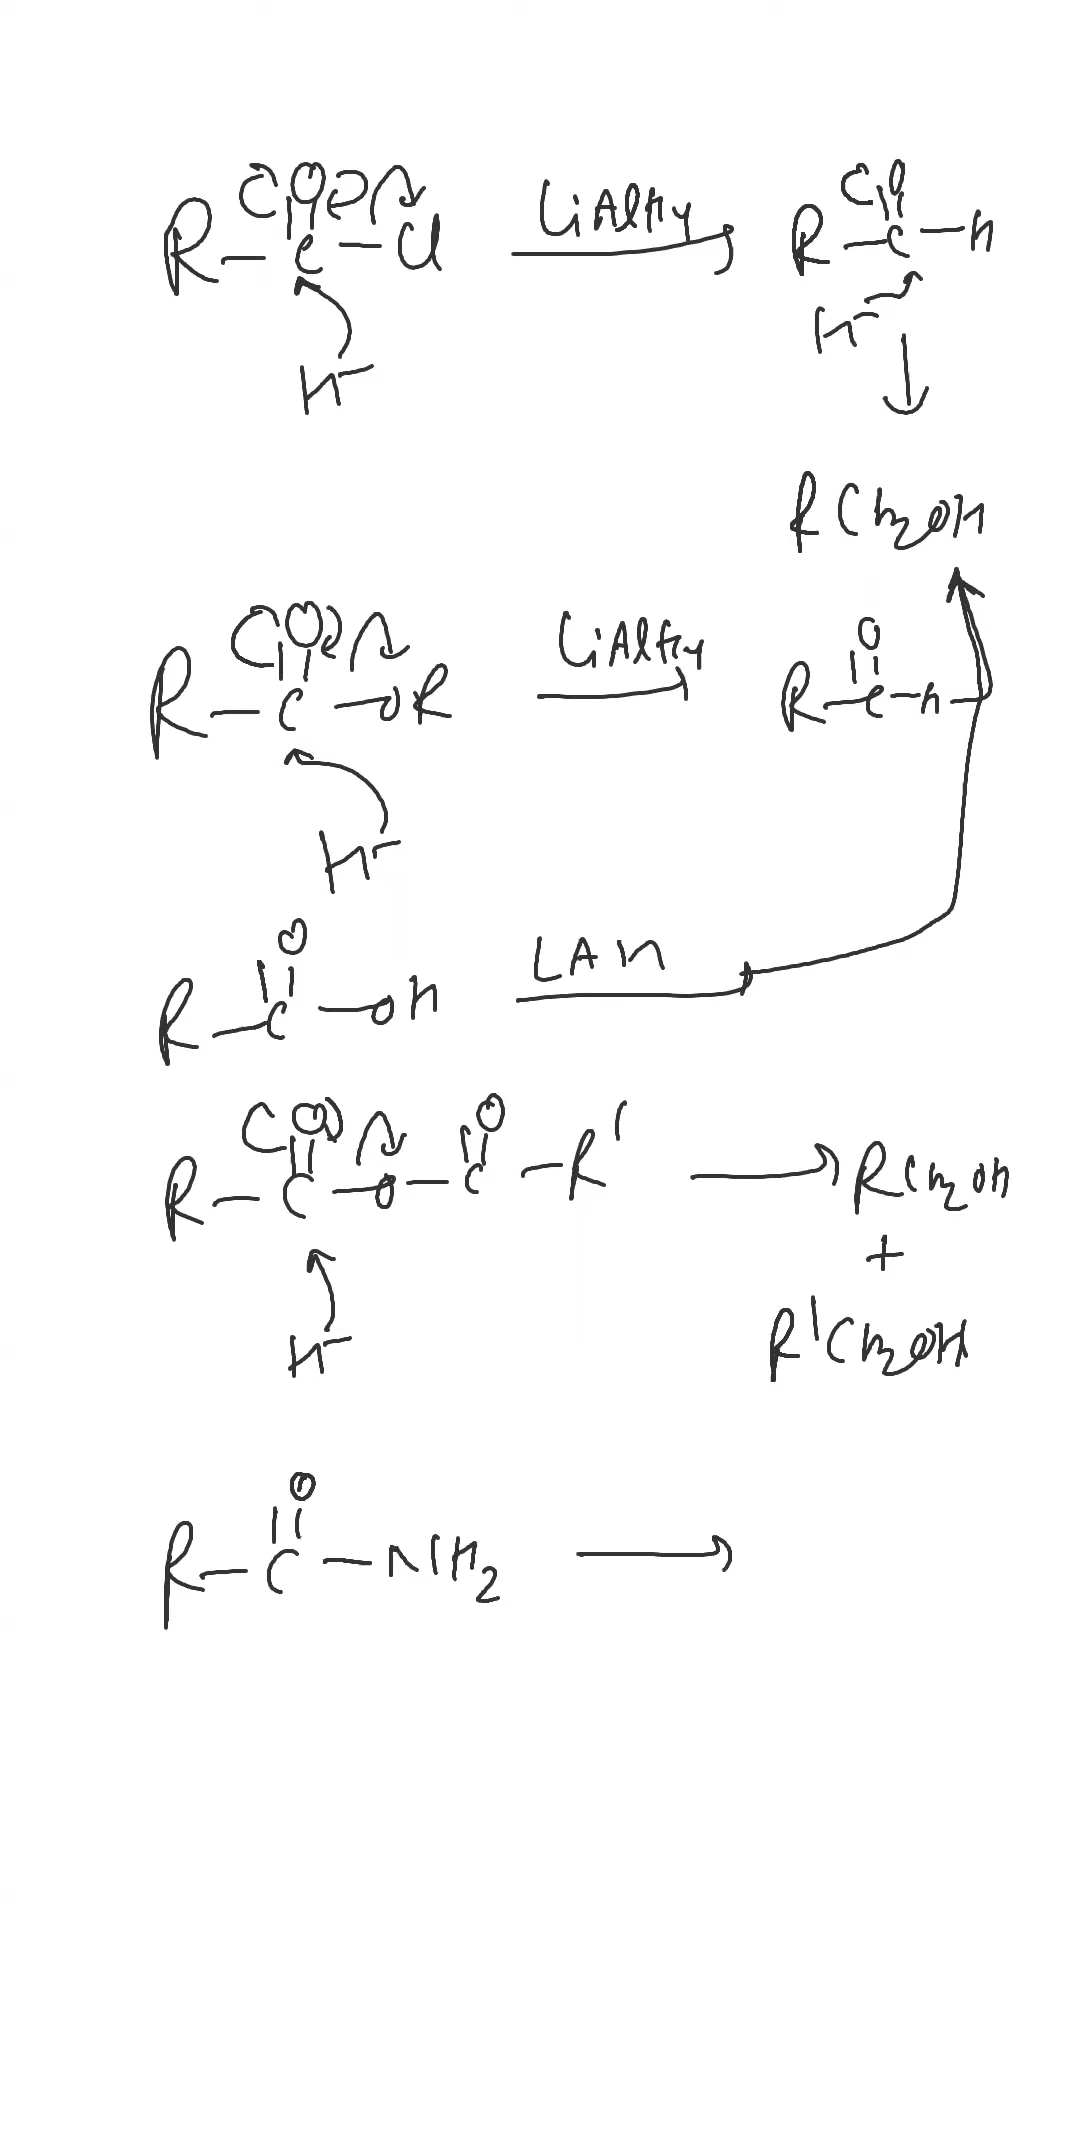 R-C(=O)-Cl LiAlH4 R-C(=O)-H
H⁻ H⁻
RCH2OH
R-C(=O)-OR LiAlH4 R-C(=O)-H
H⁻
R-C(=O)-OH LAH
R-C(=O)-O-C(=O)-R' → RCH2OH
+
H⁻ R'CH2OH
R-C(=O)-NH2 →